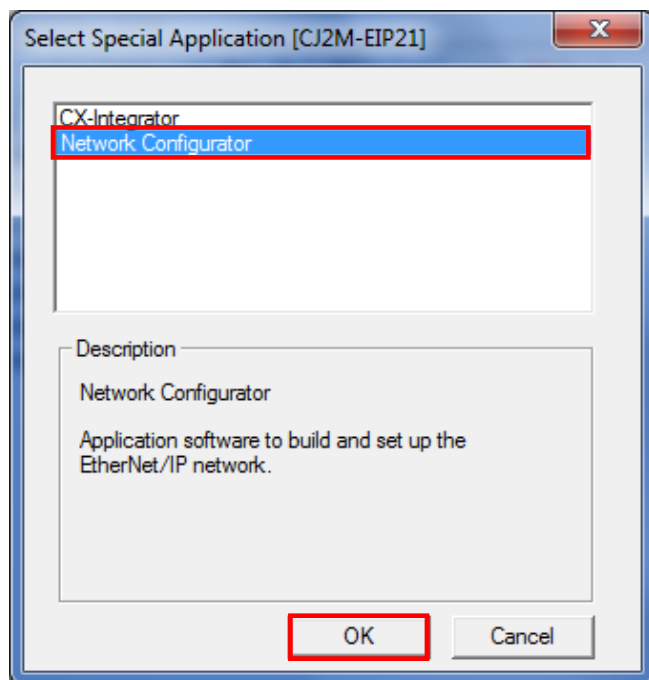 Select Special Application [CJ2M-EIP21]
CX-Integrator
Network Configurator
Description
Network Configurator
Application software to build and set up the
EtherNet/IP network.
OK
Cancel